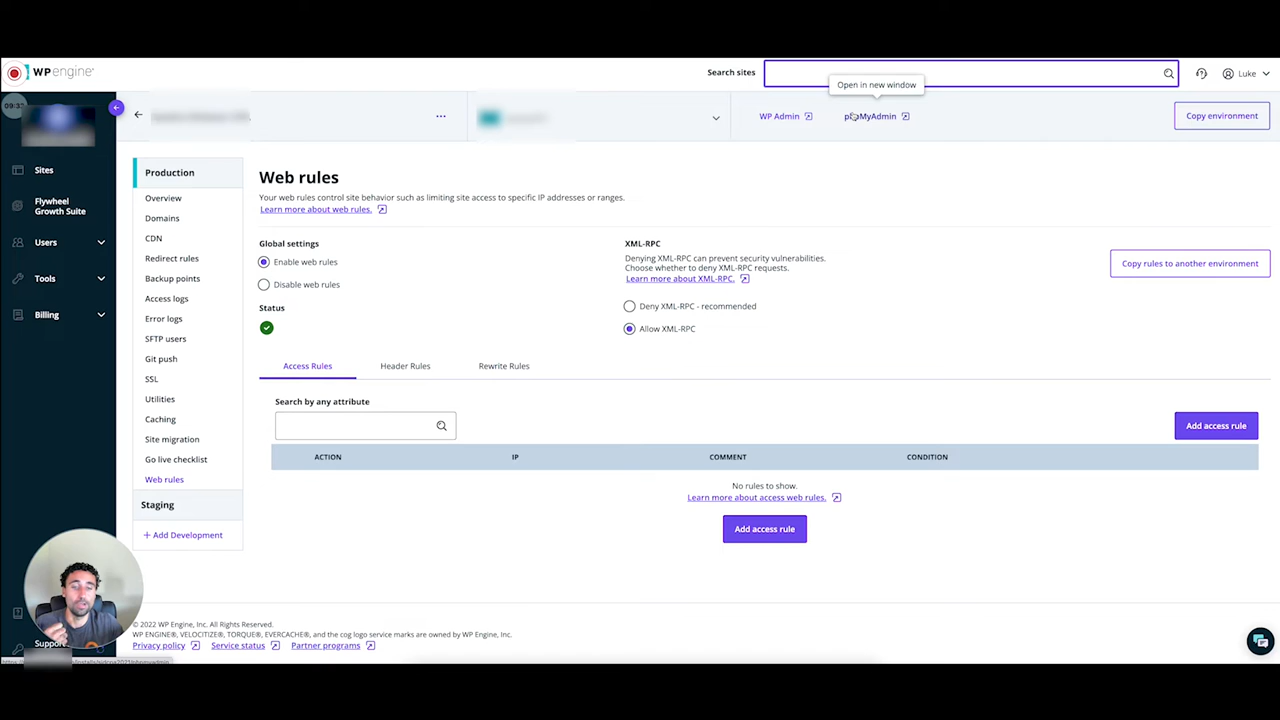 WPengine
Search sites
Luke
Open in new window
WP Admin
phpMyAdmin
Copy environment
Sites
Flywheel
Growth Suite
Users
Tools
Billing
Support
Production
Overview
Domains
CDN
Redirect rules
Backup points
Access logs
Error logs
SFTP users
Git push
SSL
Utilities
Caching
Site migration
Go live checklist
Web rules
Staging
+ Add Development
Web rules
Your web rules control site behavior such as limiting site access to specific IP addresses or ranges.
Learn more about web rules.
Global settings
Enable web rules
Disable web rules
Status
XML-RPC
Denying XML-RPC can prevent security vulnerabilities.
Choose whether to deny XML-RPC requests.
Learn more about XML-RPC.
Deny XML-RPC - recommended
Allow XML-RPC
Copy rules to another environment
Access Rules
Header Rules
Rewrite Rules
Search by any attribute
Add access rule
ACTION
IP
COMMENT
CONDITION
No rules to show.
Learn more about access web rules.
Add access rule
© 2022 WP Engine, Inc. All Rights Reserved.
WP ENGINE®, VELOCITIZE®, TORQUE®, EVERCACHE®, and the cog logo service marks are owned by WP Engine, Inc.
Privacy policy
Service status
Partner programs